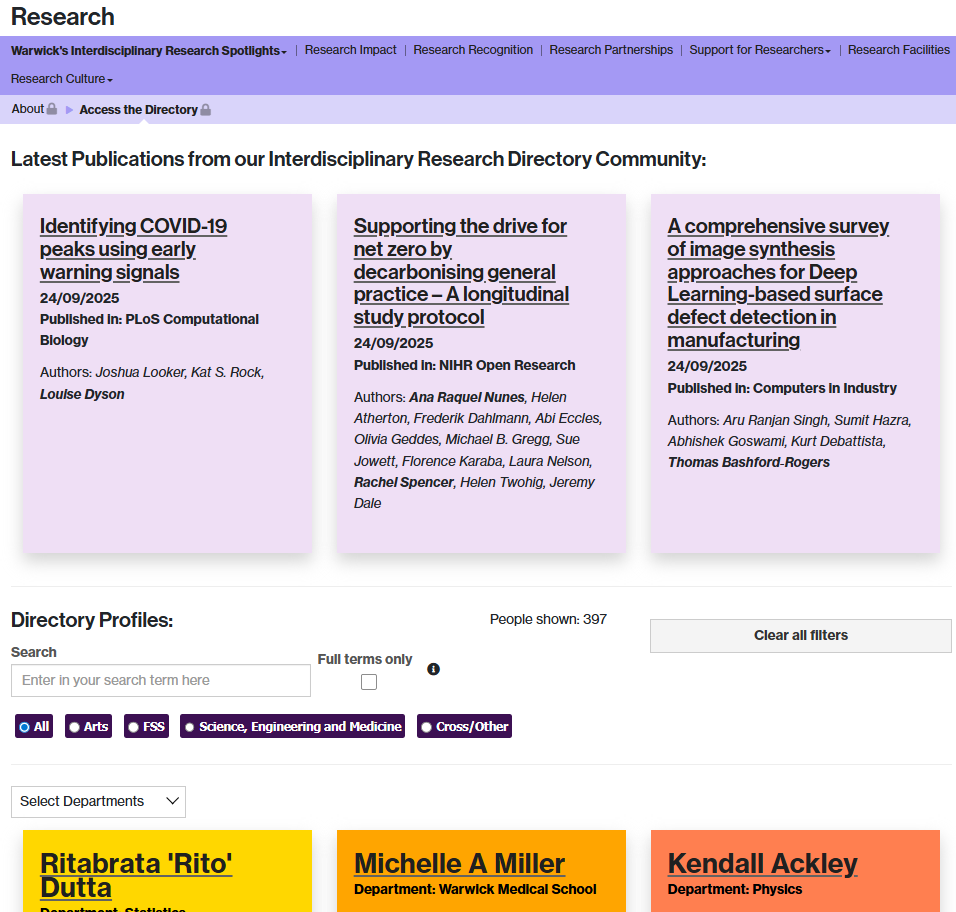 Research
Warwick's Interdisciplinary Research Spotlights | Research Impact | Research Recognition | Research Partnerships | Support for Researchers | Research Facilities
Research Culture
About Access the Directory
Latest Publications from our Interdisciplinary Research Directory Community:
Identifying COVID-19
peaks using early
warning signals
24/09/2025
Published in: PLoS Computational
Biology
Authors: Joshua Looker, Kat S. Rock,
Louise Dyson
Supporting the drive for
net zero by
decarbonising general
practice – A longitudinal
study protocol
24/09/2025
Published in: NIHR Open Research
Authors: Ana Raquel Nunes, Helen
Atherton, Frederik Dahlmann, Abi Eccles,
Olivia Geddes, Michael B. Gregg, Sue
Jowett, Florence Karaba, Laura Nelson,
Rachel Spencer, Helen Twohig, Jeremy
Dale
A comprehensive survey
of image synthesis
approaches for Deep
Learning-based surface
defect detection in
manufacturing
24/09/2025
Published in: Computers in Industry
Authors: Aru Ranjan Singh, Sumit Hazra,
Abhishek Goswami, Kurt Debattista,
Thomas Bashford-Rogers
Directory Profiles:
People shown: 397
Clear all filters
Search
Full terms only
Enter in your search term here
All Arts FSS Science, Engineering and Medicine Cross/Other
Select Departments
Ritabrata 'Rito'
Dutta
Department: Statistics
Michelle A Miller
Department: Warwick Medical School
Kendall Ackley
Department: Physics